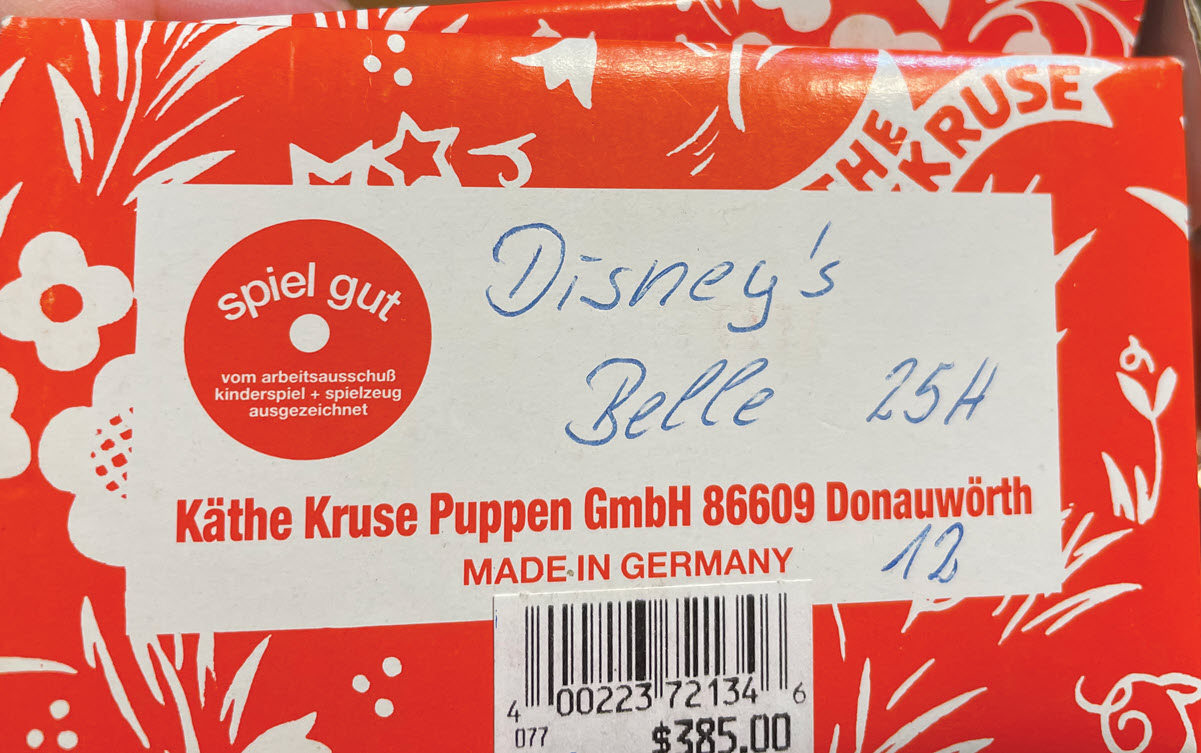 THE
KRUSE
spiel gut
vom arbeitsausschuß
kinderspiel + spielzeug
ausgezeichnet
Disney's
Belle 25H
Käthe Kruse Puppen GmbH 86609 Donauwörth
MADE IN GERMANY 12
4 00223 72134 6
077 $385.00